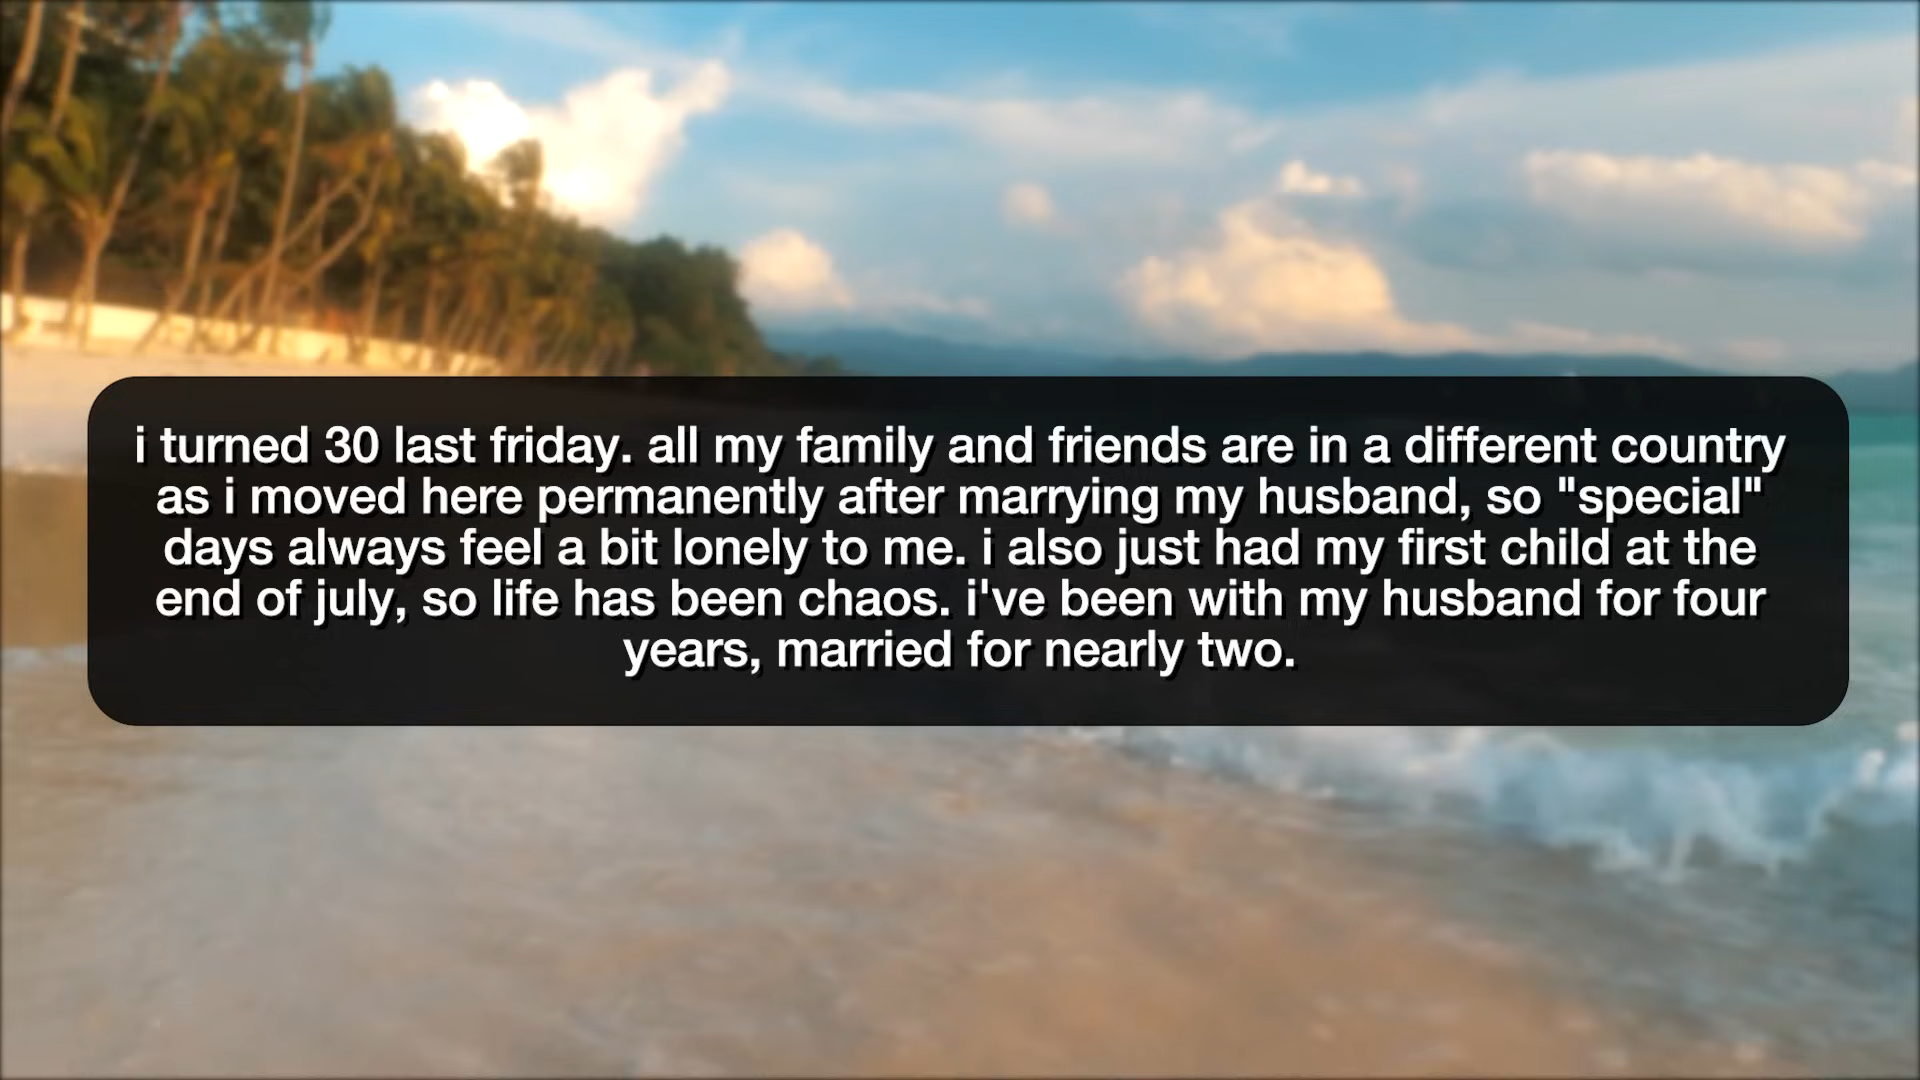 i turned 30 last friday. all my family and friends are in a different country
as i moved here permanently after marrying my husband, so "special"
days always feel a bit lonely to me. i also just had my first child at the
end of july, so life has been chaos. i've been with my husband for four
years, married for nearly two.